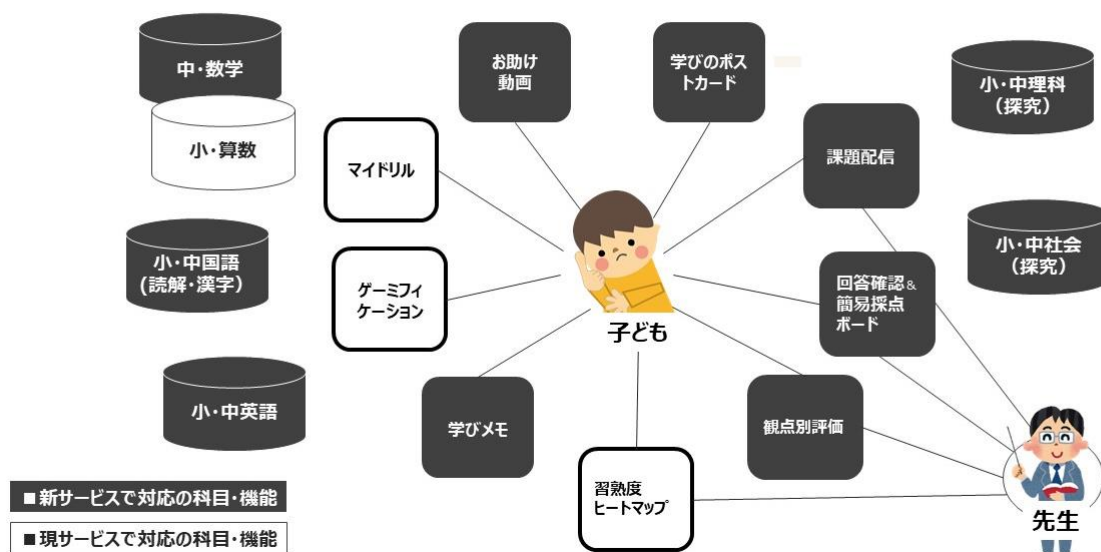 中・数学
小・算数
小・中国語
(読解・漢字)
小・中英語
お助け
動画
学びのポス
トカード
マイドリル
課題配信
小・中理科
(探究)
ゲーミフィ
ケーション
子ども
回答確認&
簡易採点
ボード
小・中社会
(探究)
学びメモ
観点別評価
習熟度
ヒートマップ
先生
■新サービスで対応の科目・機能
■現サービスで対応の科目・機能